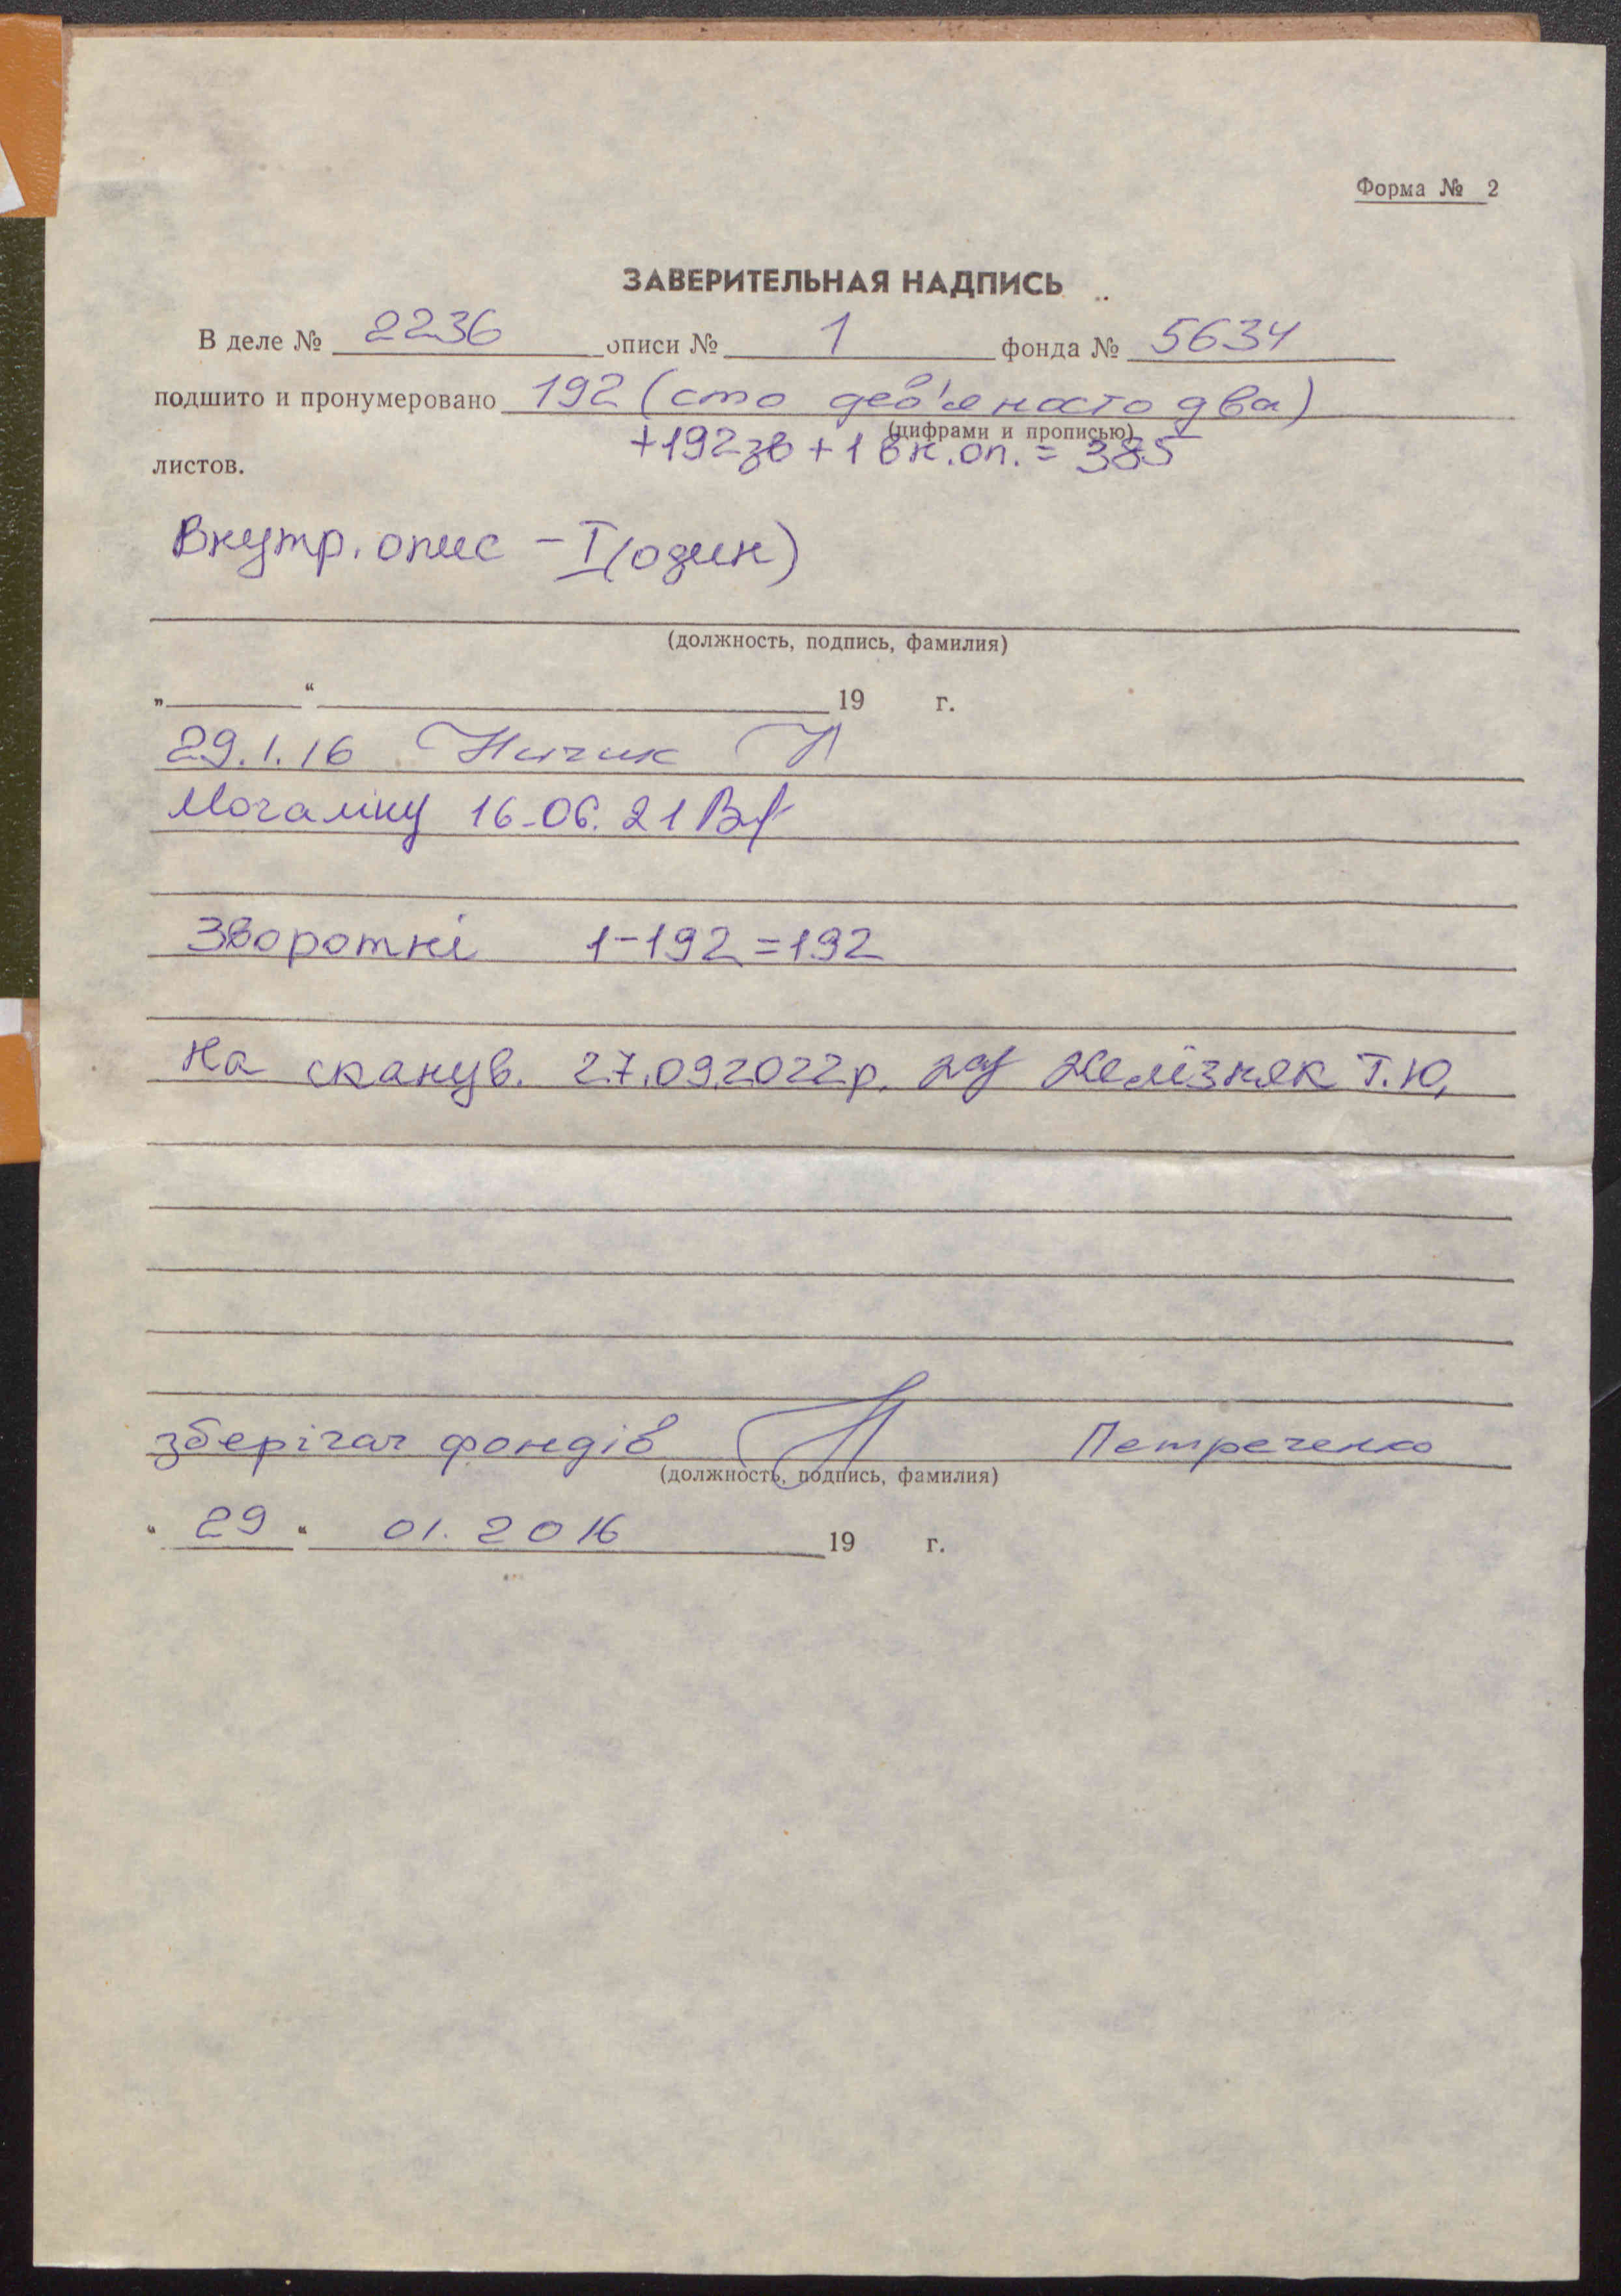 Форма № 2
ЗАВЕРИТЕЛЬНАЯ НАДПИСЬ
В деле № 2236 описи № 1 фонда № 5634
подшито и пронумеровано 192 (сто дев'яносто два)
(цифрами и прописью)
+192зв + 1 вн.оп. = 385
листов.
Внутр. опис – I (один)
(должность, подпись, фамилия)
„ “ 19 г.
29.1.16 Ничик
16.06.21
Зворотні 1–192=192
На сканув. 27.09.2022р. Желізняк Т.Ю.
зберігач фондів Петреченко
(должность, подпись, фамилия)
„ 29 “ 01.2016 19 г.